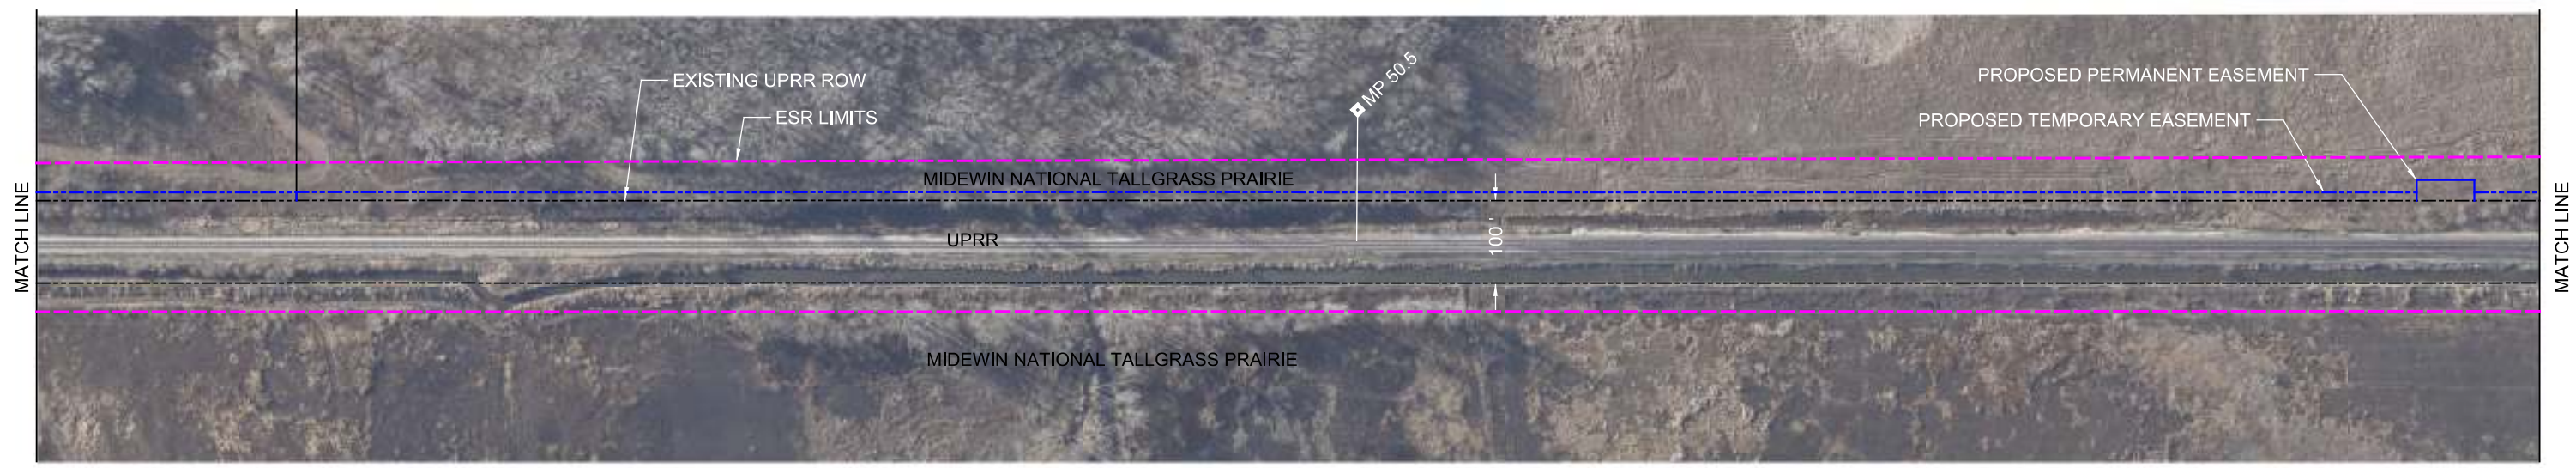 EXISTING UPRR ROW
ESR LIMITS
MP 50.5
PROPOSED PERMANENT EASEMENT
PROPOSED TEMPORARY EASEMENT
MATCH LINE
MIDEWIN NATIONAL TALLGRASS PRAIRIE
UPRR
100'
MIDEWIN NATIONAL TALLGRASS PRAIRIE
MATCH LINE